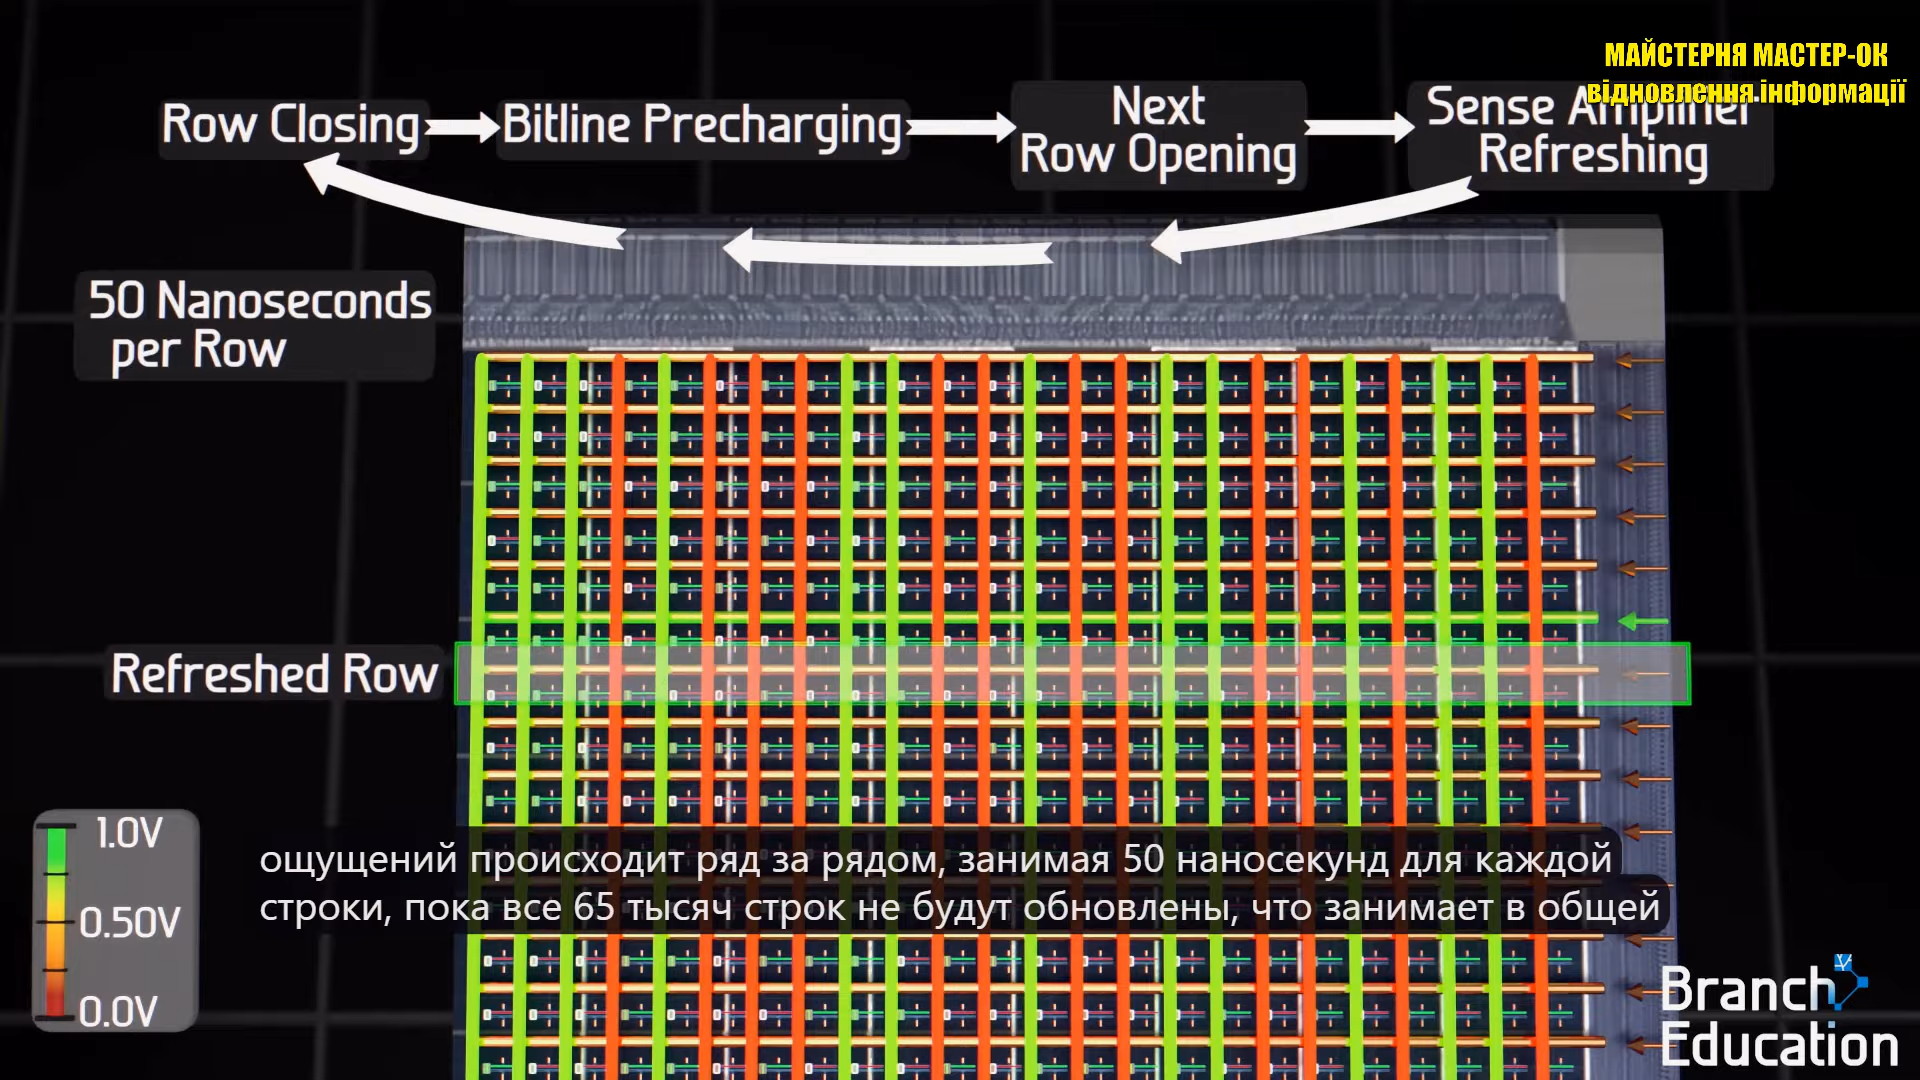 МАЙСТЕРНЯ МАСТЕР-ОК
відновлення інформації
Row Closing
Bitline Precharging
Next
Row Opening
Sense Amplifier
Refreshing
50 Nanoseconds
per Row
Refreshed Row
1.0V
0.50V
0.0V
ощущений происходит ряд за рядом, занимая 50 наносекунд для каждой
строки, пока все 65 тысяч строк не будут обновлены, что занимает в общей
Branch
Education